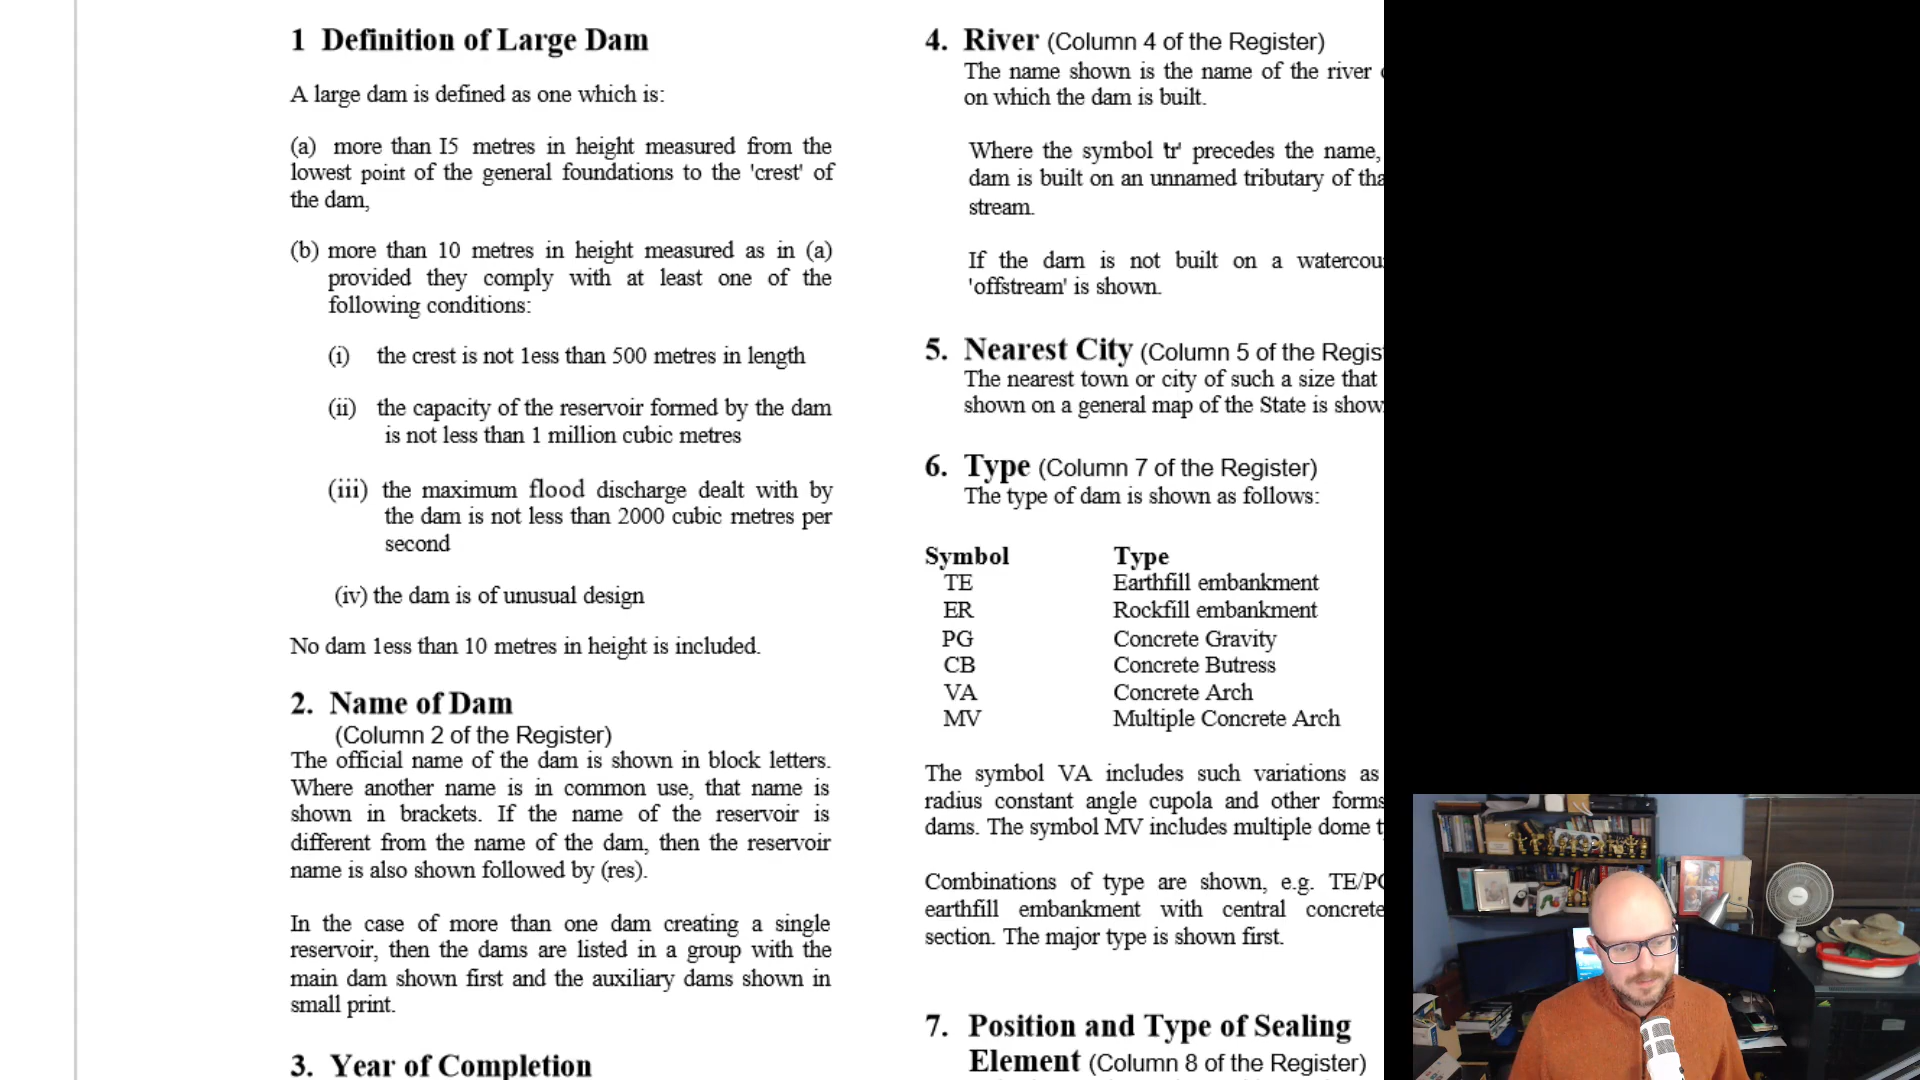 1 Definition of Large Dam
A large dam is defined as one which is:
(a) more than I5 metres in height measured from the
lowest point of the general foundations to the 'crest' of
the dam,
(b) more than 10 metres in height measured as in (a)
provided they comply with at least one of the
following conditions:
(i) the crest is not 1ess than 500 metres in length
(ii) the capacity of the reservoir formed by the dam
is not less than 1 million cubic metres
(iii) the maximum flood discharge dealt with by
the dam is not less than 2000 cubic rnetres per
second
(iv) the dam is of unusual design
No dam 1ess than 10 metres in height is included.
2. Name of Dam
(Column 2 of the Register)
The official name of the dam is shown in block letters.
Where another name is in common use, that name is
shown in brackets. If the name of the reservoir is
different from the name of the dam, then the reservoir
name is also shown followed by (res).
In the case of more than one dam creating a single
reservoir, then the dams are listed in a group with the
main dam shown first and the auxiliary dams shown in
small print.
3. Year of Completion
4. River (Column 4 of the Register)
The name shown is the name of the river
on which the dam is built.
Where the symbol tr' precedes the name,
dam is built on an unnamed tributary of tha
stream.
If the darn is not built on a watercou
'offstream' is shown.
5. Nearest City (Column 5 of the Regis
The nearest town or city of such a size that
shown on a general map of the State is show
6. Type (Column 7 of the Register)
The type of dam is shown as follows:
Symbol Type
TE Earthfill embankment
ER Rockfill embankment
PG Concrete Gravity
CB Concrete Butress
VA Concrete Arch
MV Multiple Concrete Arch
The symbol VA includes such variations as
radius constant angle cupola and other forms
dams. The symbol MV includes multiple dome t
Combinations of type are shown, e.g. TE/PG
earthfill embankment with central concrete
section. The major type is shown first.
7. Position and Type of Sealing
Element (Column 8 of the Register)